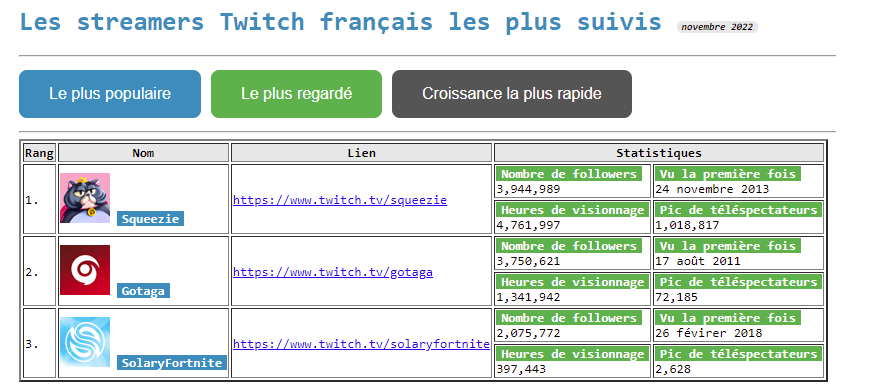 Les streamers Twitch français les plus suivis novembre 2022
Le plus populaire Le plus regardé Croissance la plus rapide
Rang Nom Lien Statistiques
1. Squeezie https://www.twitch.tv/squeezie
Nombre de followers Vu la première fois
3,944,989 24 novembre 2013
Heures de visionnage Pic de téléspectateurs
4,761,997 1,018,817
2. Gotaga https://www.twitch.tv/gotaga
Nombre de followers Vu la première fois
3,750,621 17 août 2011
Heures de visionnage Pic de téléspectateurs
1,341,942 72,185
3. SolaryFortnite https://www.twitch.tv/solaryfortnite
Nombre de followers Vu la première fois
2,075,772 26 févirer 2018
Heures de visionnage Pic de téléspectateurs
397,443 2,628